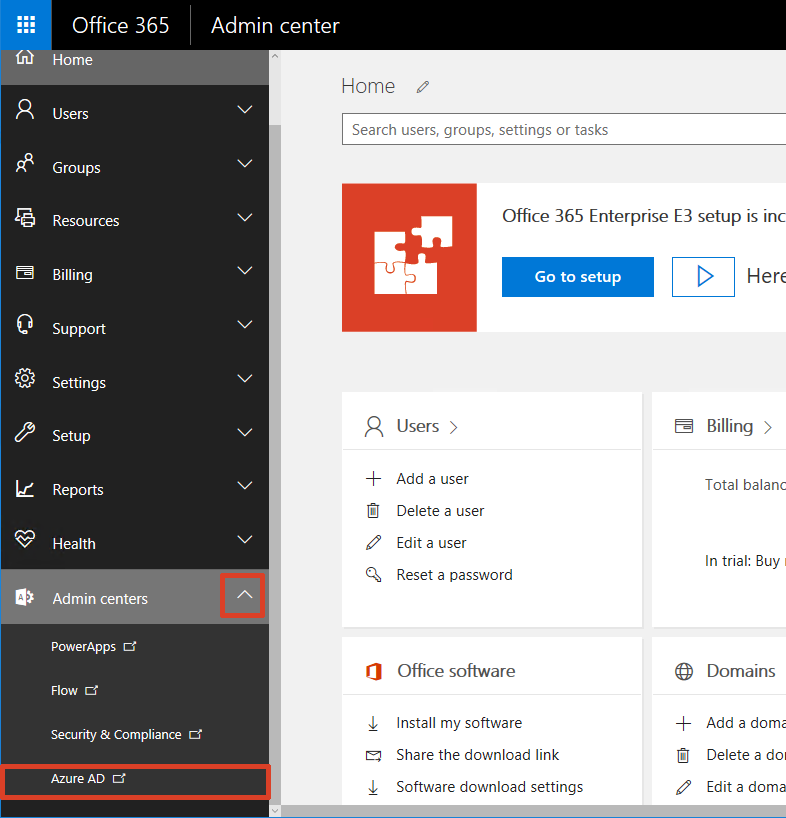 Office 365
Admin center
Home
Users
Groups
Resources
Billing
Support
Settings
Setup
Reports
Health
Admin centers
PowerApps
Flow
Security & Compliance
Azure AD
Home
Search users, groups, settings or tasks
Office 365 Enterprise E3 setup is inc
Go to setup
Here
Users
Add a user
Delete a user
Edit a user
Reset a password
Billing
Total balanc
In trial: Buy
Office software
Install my software
Share the download link
Software download settings
Domains
Add a doma
Delete a do
Edit a doma